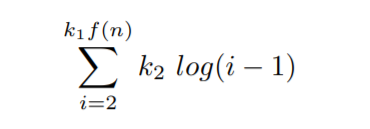 k₁f(n)
∑ k₂ log(i − 1)
i=2